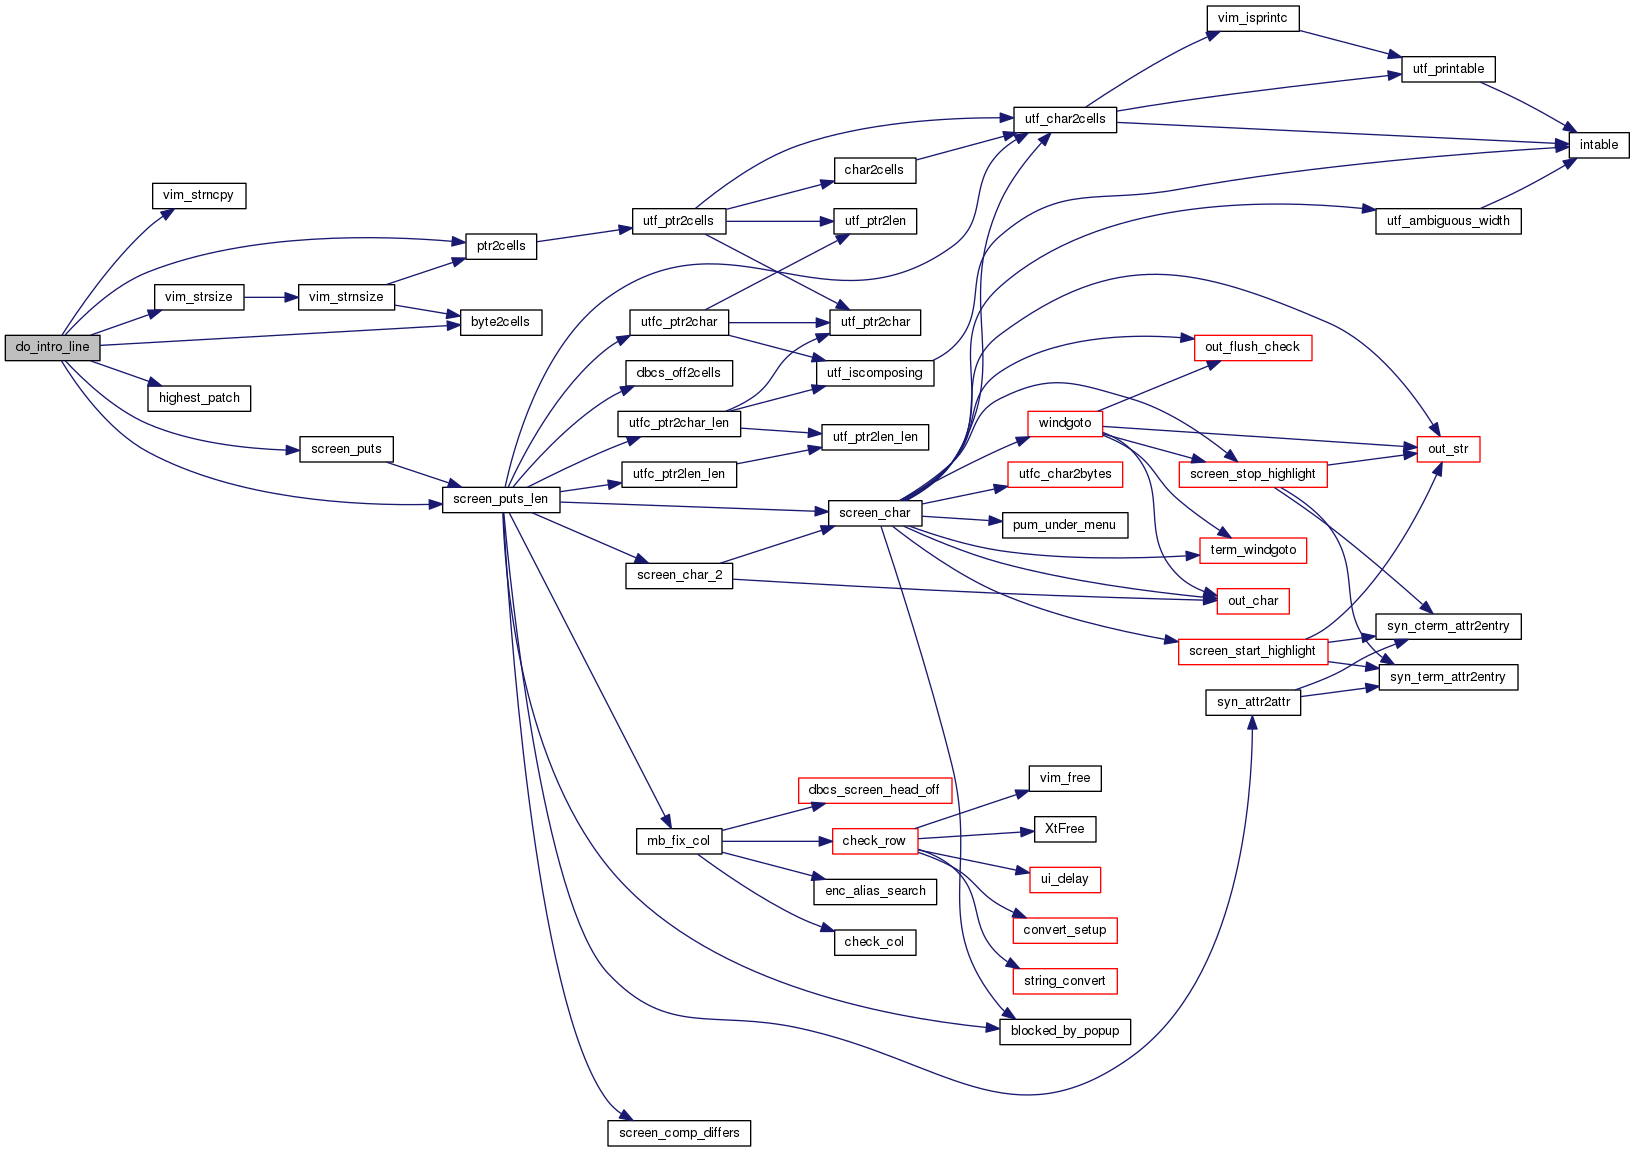 vim_isprintc
utf_printable
utf_char2cells
intable
char2cells
vim_strncpy
utf_ptr2cells
utf_ptr2len
utf_ambiguous_width
ptr2cells
vim_strsize
vim_strnsize
byte2cells
utfc_ptr2char
utf_ptr2char
do_intro_line
out_flush_check
dbcs_off2cells
utf_iscomposing
highest_patch
utfc_ptr2char_len
windgoto
utf_ptr2len_len
screen_puts
out_str
utfc_ptr2len_len
utfc_char2bytes
screen_stop_highlight
screen_puts_len
screen_char
pum_under_menu
term_windgoto
screen_char_2
out_char
syn_cterm_attr2entry
screen_start_highlight
syn_term_attr2entry
syn_attr2attr
vim_free
dbcs_screen_head_off
XtFree
mb_fix_col
check_row
ui_delay
enc_alias_search
convert_setup
check_col
string_convert
blocked_by_popup
screen_comp_differs